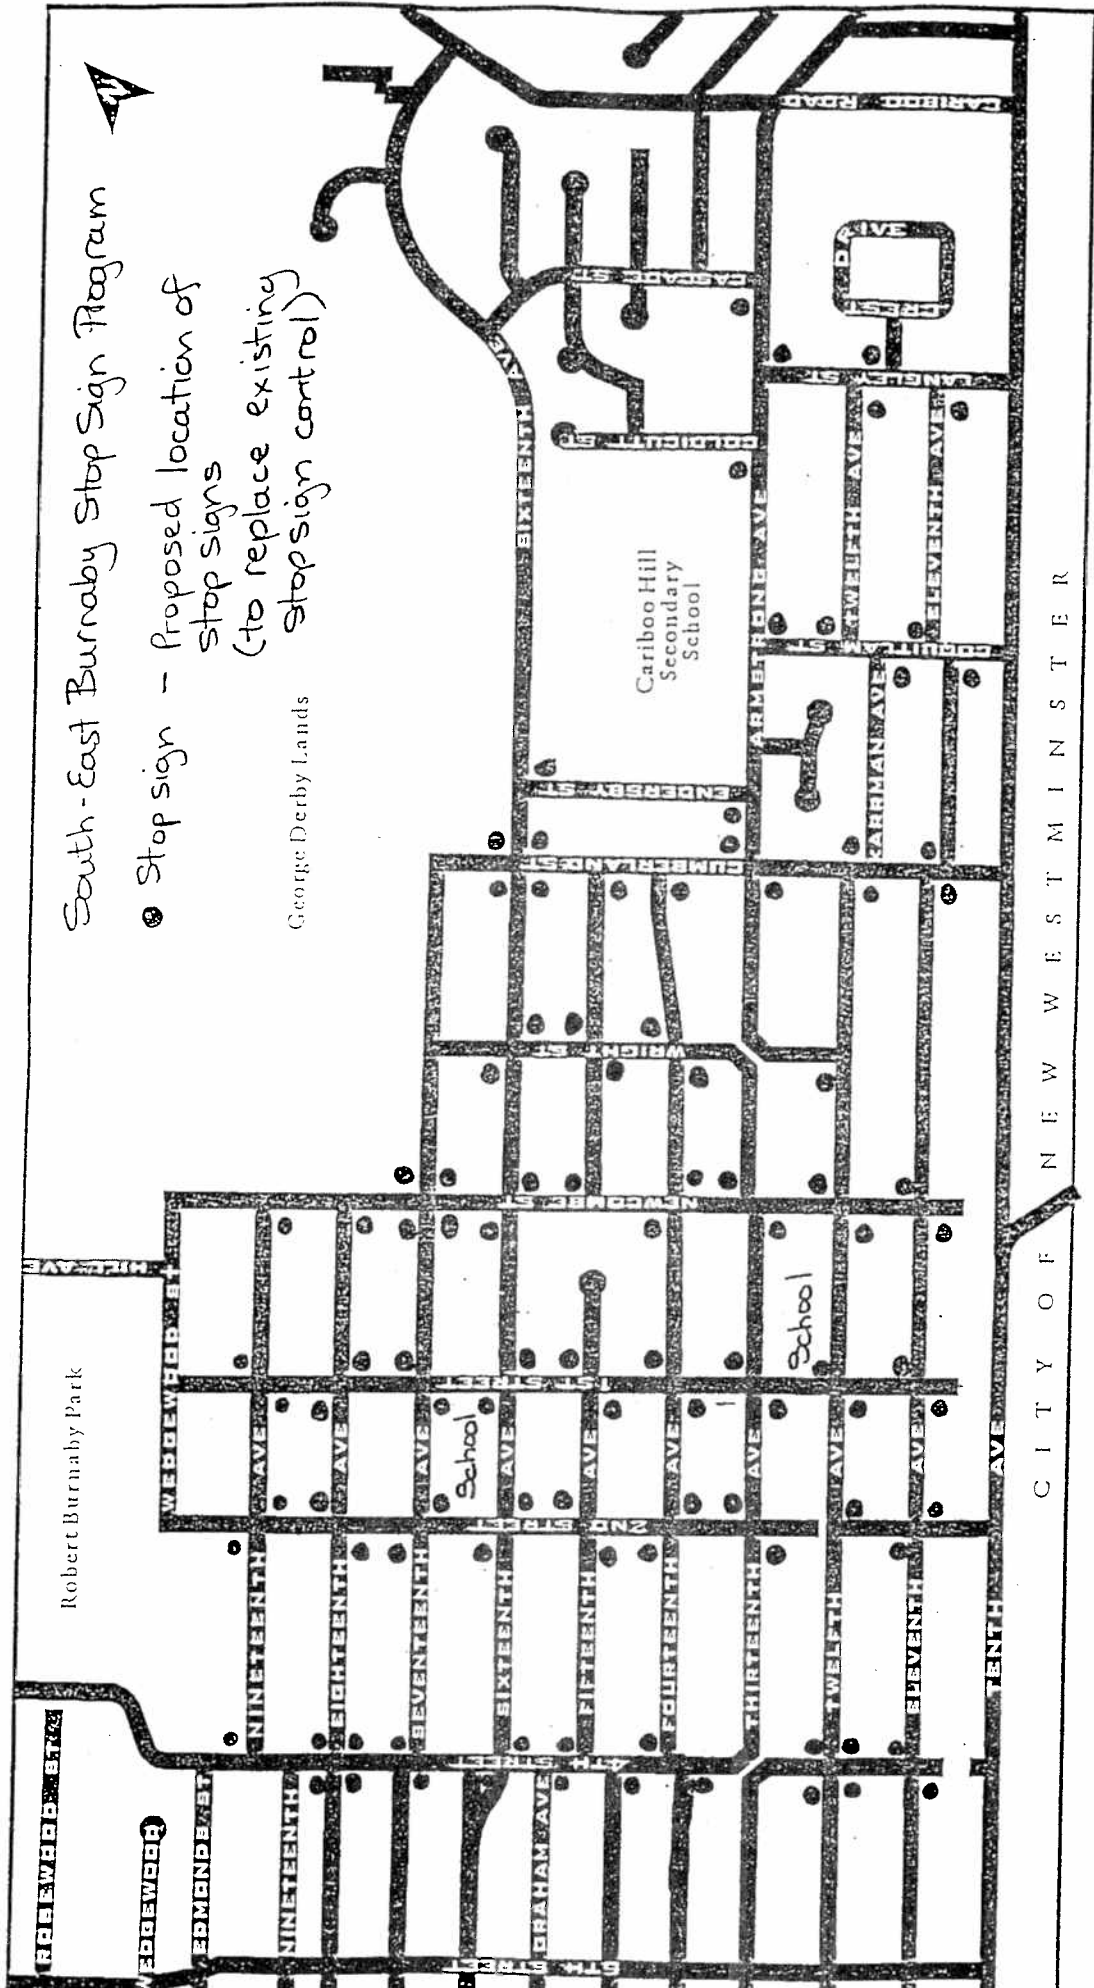 South-East Burnaby Stop Sign Program
Stop sign - Proposed location of
stop signs
(to replace existing
stop sign control)
George Derby Lands
Robert Burnaby Park
Cariboo Hill
Secondary
School
School
School
CITY OF NEW WESTMINSTER
CARIBOO ROAD
CREST DRIVE
CASCADE ST
LANGLEY ST
COLDICUTT ST
SIXTEENTH AVE
ARMSTRONG AVE
TWELFTH AVE
ELEVENTH AVE
COQUITLAM ST
CARRMAN AVE
ENDERSBY ST
CUMBERLAND ST
WRIGHT ST
NEWCOMBE ST
HILL AVE
WEDGEWOOD ST
1ST STREET
2ND STREET
NINETEENTH AVE
EIGHTEENTH AVE
SEVENTEENTH AVE
SIXTEENTH AVE
FIFTEENTH AVE
FOURTEENTH AVE
THIRTEENTH AVE
TWELFTH AVE
ELEVENTH AVE
TENTH AVE
4TH STREET
EDMONDS ST
NINETEENTH
GRAHAM AVE
6TH STREET